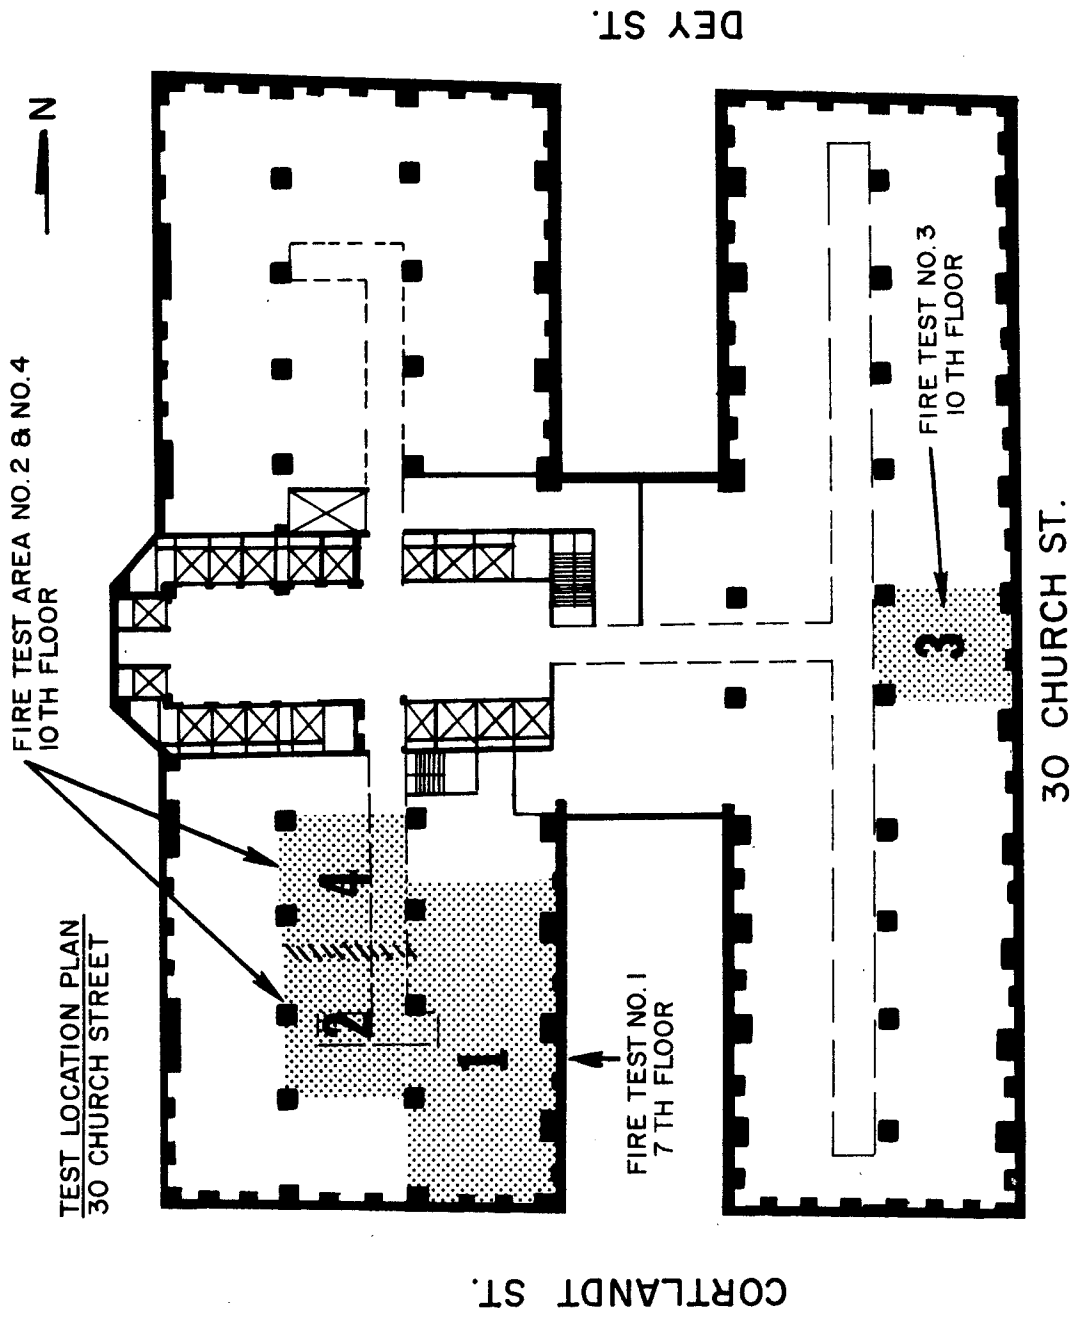 TEST LOCATION PLAN
30 CHURCH STREET
FIRE TEST AREA NO. 2 & NO. 4
10 TH FLOOR
N
DEY ST.
CORTLANDT ST.
30 CHURCH ST.
FIRE TEST NO. 1
7 TH FLOOR
FIRE TEST NO. 3
10 TH FLOOR
1
2
4
3